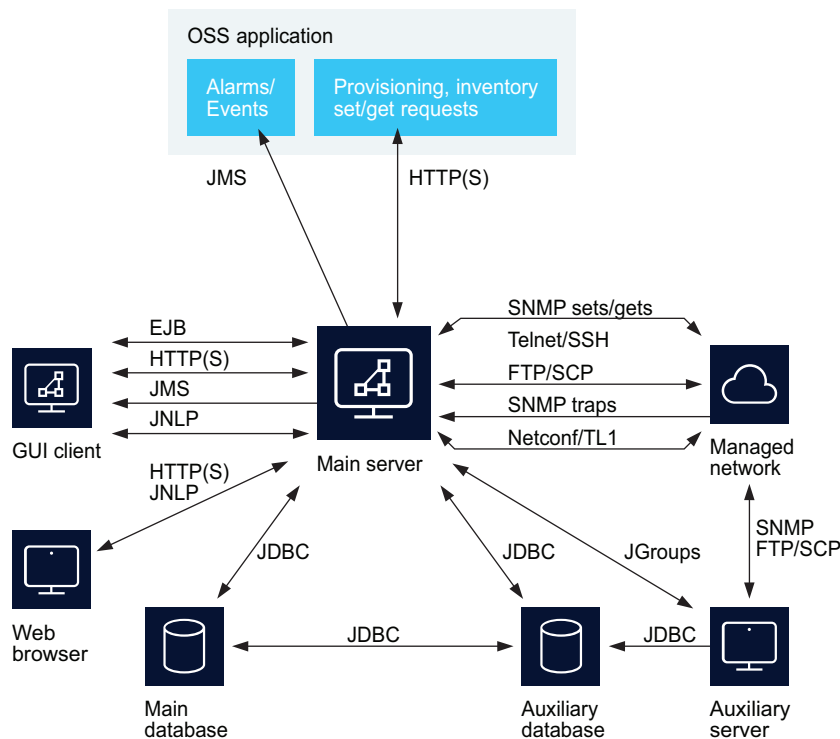 OSS application
Alarms/
Events
Provisioning, inventory
set/get requests
JMS
HTTP(S)
EJB
HTTP(S)
JMS
JNLP
SNMP sets/gets
Telnet/SSH
FTP/SCP
SNMP traps
Netconf/TL1
GUI client
Main server
Managed
network
HTTP(S)
JNLP
JDBC
JDBC
JGroups
SNMP
FTP/SCP
Web
browser
JDBC
JDBC
Main
database
Auxiliary
database
Auxiliary
server